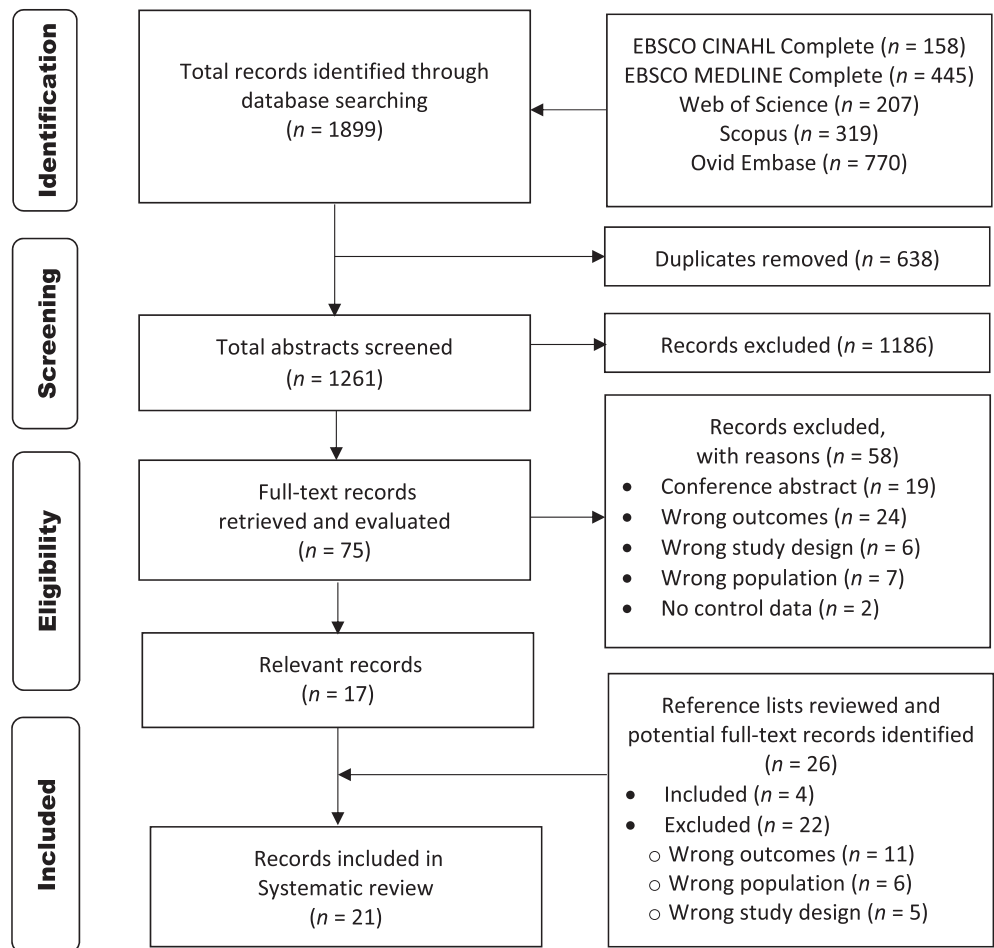 Identification
Total records identified through
database searching
(n = 1899)
EBSCO CINAHL Complete (n = 158)
EBSCO MEDLINE Complete (n = 445)
Web of Science (n = 207)
Scopus (n = 319)
Ovid Embase (n = 770)
Screening
Duplicates removed (n = 638)
Total abstracts screened
(n = 1261)
Records excluded (n = 1186)
Eligibility
Full-text records
retrieved and evaluated
(n = 75)
Records excluded,
with reasons (n = 58)
• Conference abstract (n = 19)
• Wrong outcomes (n = 24)
• Wrong study design (n = 6)
• Wrong population (n = 7)
• No control data (n = 2)
Relevant records
(n = 17)
Included
Reference lists reviewed and
potential full-text records identified
(n = 26)
• Included (n = 4)
• Excluded (n = 22)
○ Wrong outcomes (n = 11)
○ Wrong population (n = 6)
○ Wrong study design (n = 5)
Records included in
Systematic review
(n = 21)